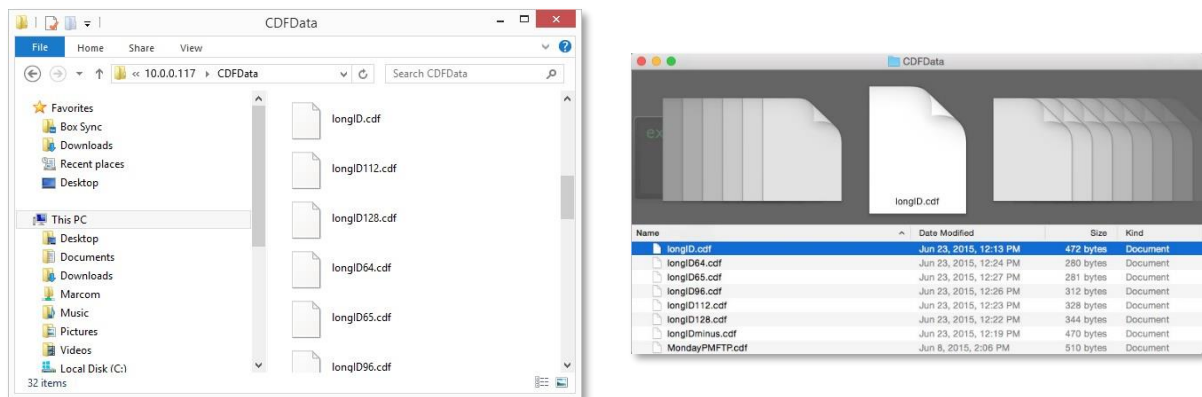 CDFData
File Home Share View
« 10.0.0.117 CDFData
Search CDFData
Favorites
Box Sync
Downloads
Recent places
Desktop
This PC
Desktop
Documents
Downloads
Marcom
Music
Pictures
Videos
Local Disk (C:)
longID.cdf
longID112.cdf
longID128.cdf
longID64.cdf
longID65.cdf
longID96.cdf
32 items
CDFData
ex
longID.cdf
Name Date Modified Size Kind
longID.cdf Jun 23, 2015, 12:13 PM 472 bytes Document
longID64.cdf Jun 23, 2015, 12:24 PM 280 bytes Document
longID65.cdf Jun 23, 2015, 12:27 PM 281 bytes Document
longID96.cdf Jun 23, 2015, 12:26 PM 312 bytes Document
longID112.cdf Jun 23, 2015, 12:23 PM 328 bytes Document
longID128.cdf Jun 23, 2015, 12:22 PM 344 bytes Document
longIDminus.cdf Jun 23, 2015, 12:19 PM 470 bytes Document
MondayPMFTP.cdf Jun 8, 2015, 2:06 PM 510 bytes Document